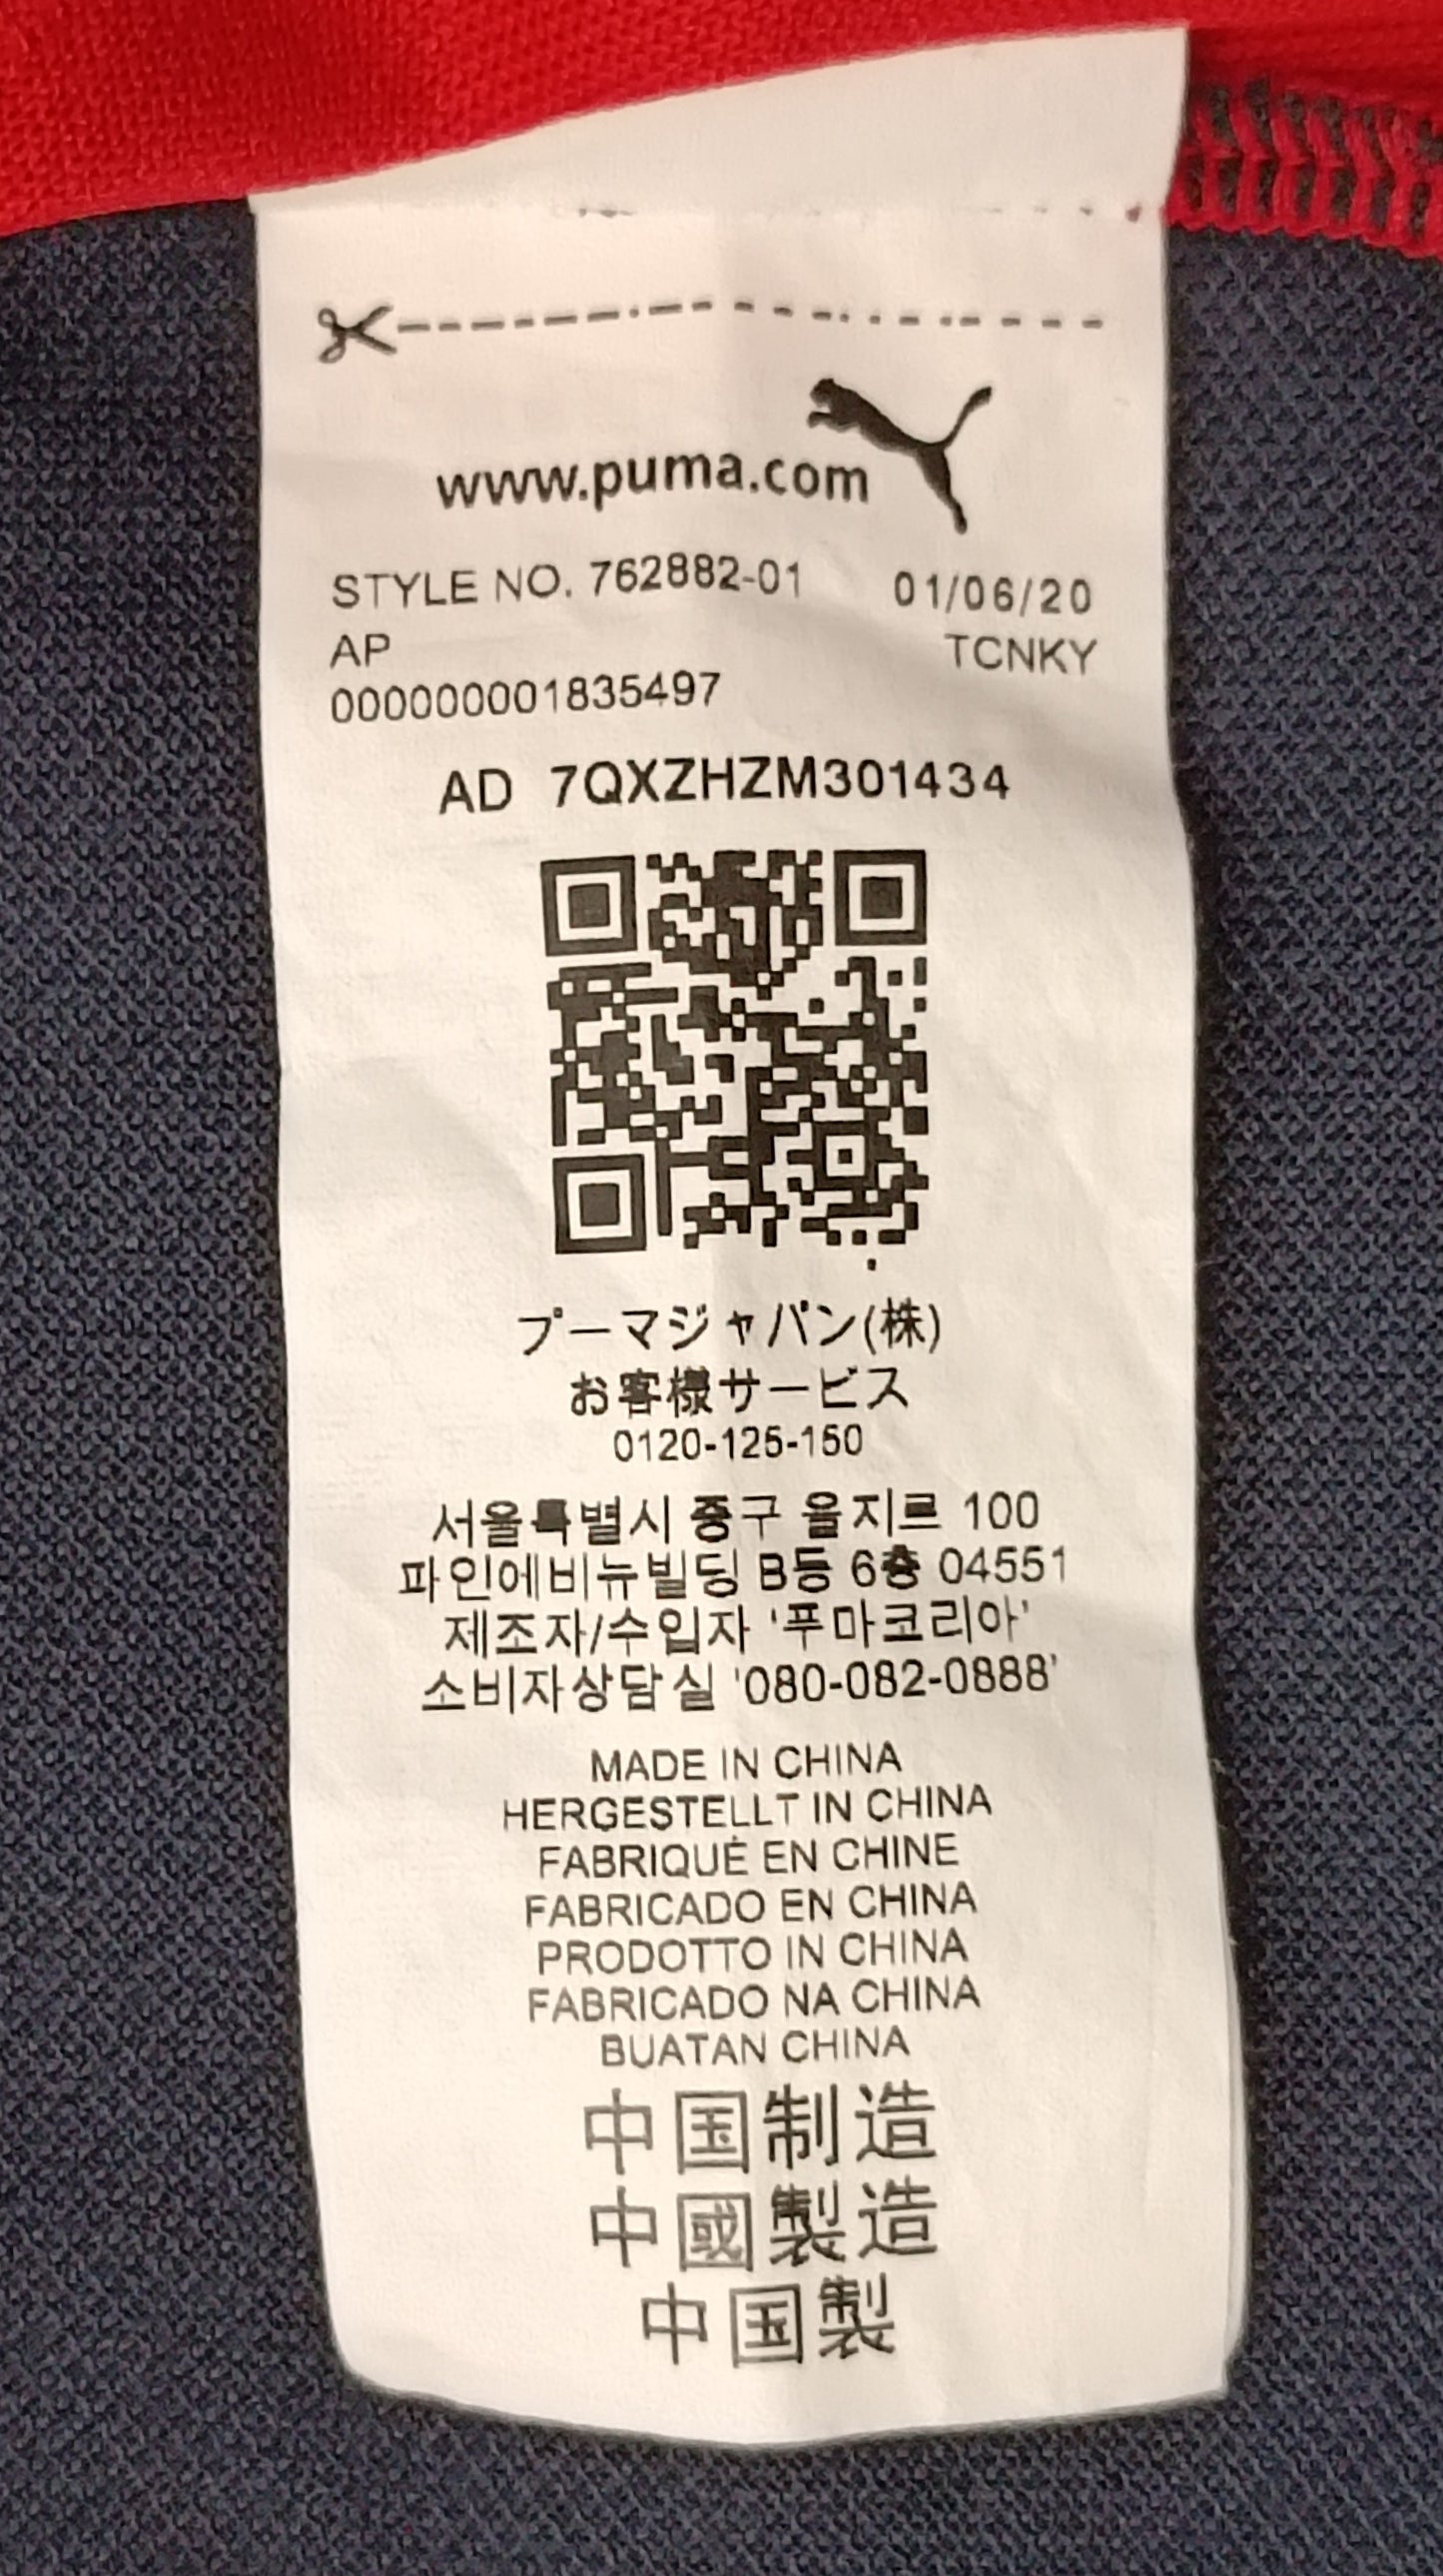 www.puma.com
STYLE NO. 762882-01 01/06/20
AP TCNKY
000000001835497
AD 7QXZHZM301434
プーマジャパン(株)
お客様サービス
0120-125-150
서울특별시 중구 을지로 100
파인에비뉴빌딩 B동 6층 04551
제조자/수입자 '푸마코리아'
소비자상담실 '080-082-0888'
MADE IN CHINA
HERGESTELLT IN CHINA
FABRIQUÉ EN CHINE
FABRICADO EN CHINA
PRODOTTO IN CHINA
FABRICADO NA CHINA
BUATAN CHINA
中国制造
中國製造
中国製